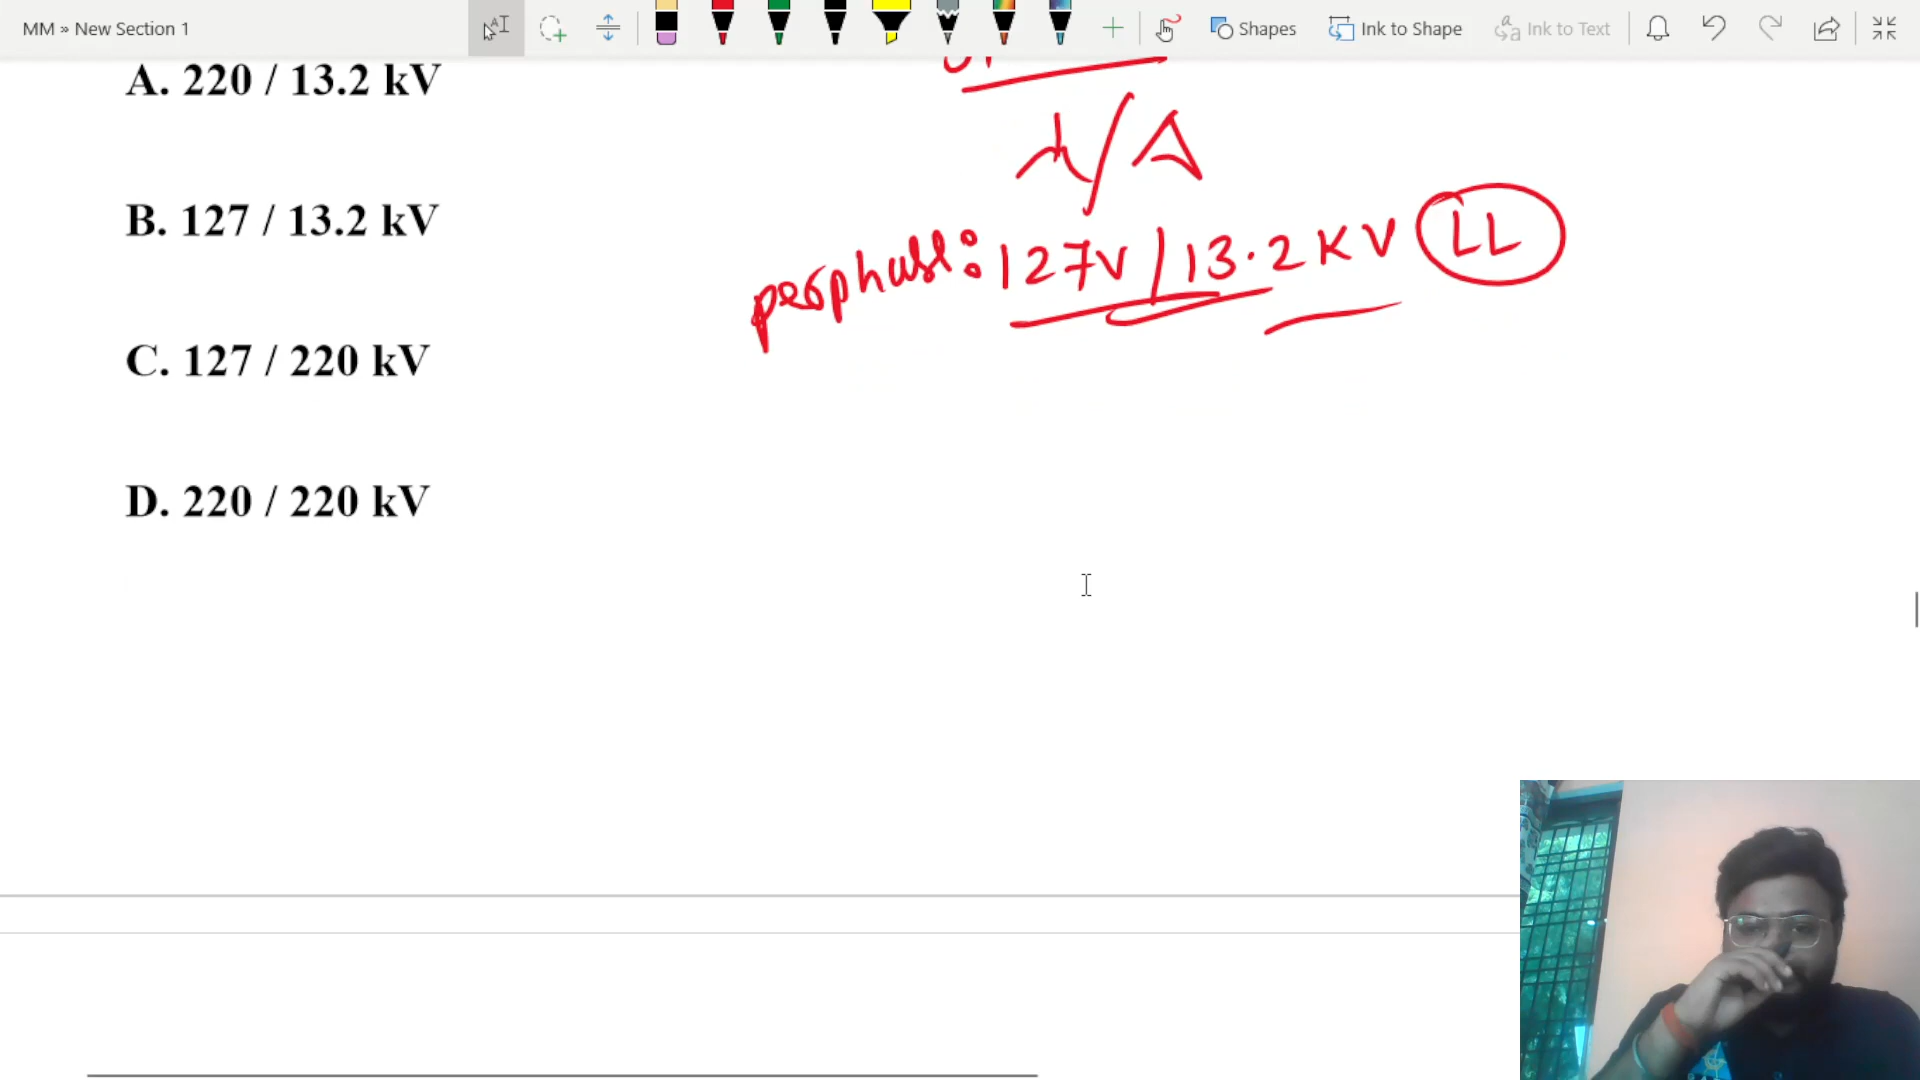 MM » New Section 1
Shapes
Ink to Shape
Ink to Text
A. 220 / 13.2 kV
B. 127 / 13.2 kV
perphase: 127V / 13.2 KV LL
C. 127 / 220 kV
D. 220 / 220 kV